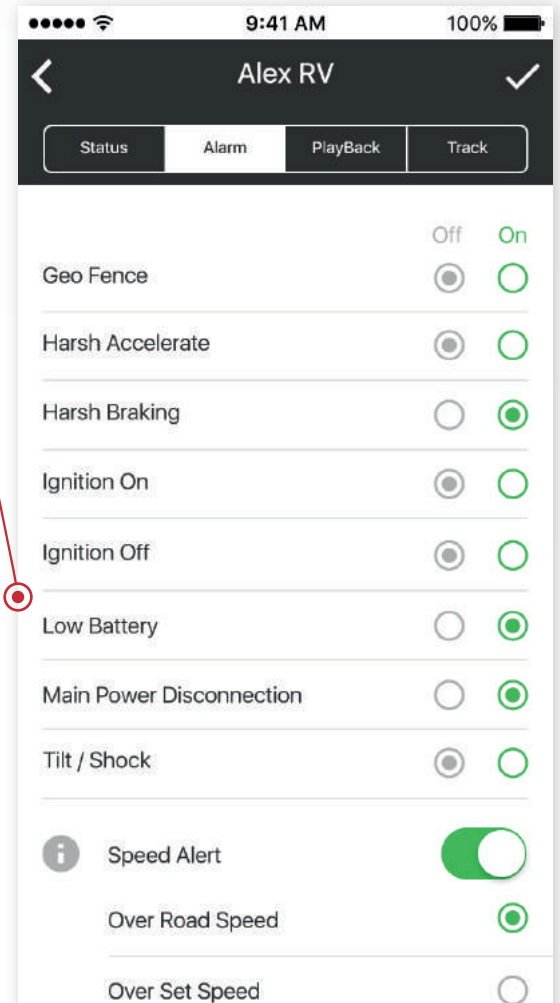 9:41 AM 100%
Alex RV
Status Alarm PlayBack Track
Off On
Geo Fence
Harsh Accelerate
Harsh Braking
Ignition On
Ignition Off
Low Battery
Main Power Disconnection
Tilt / Shock
i Speed Alert
Over Road Speed
Over Set Speed